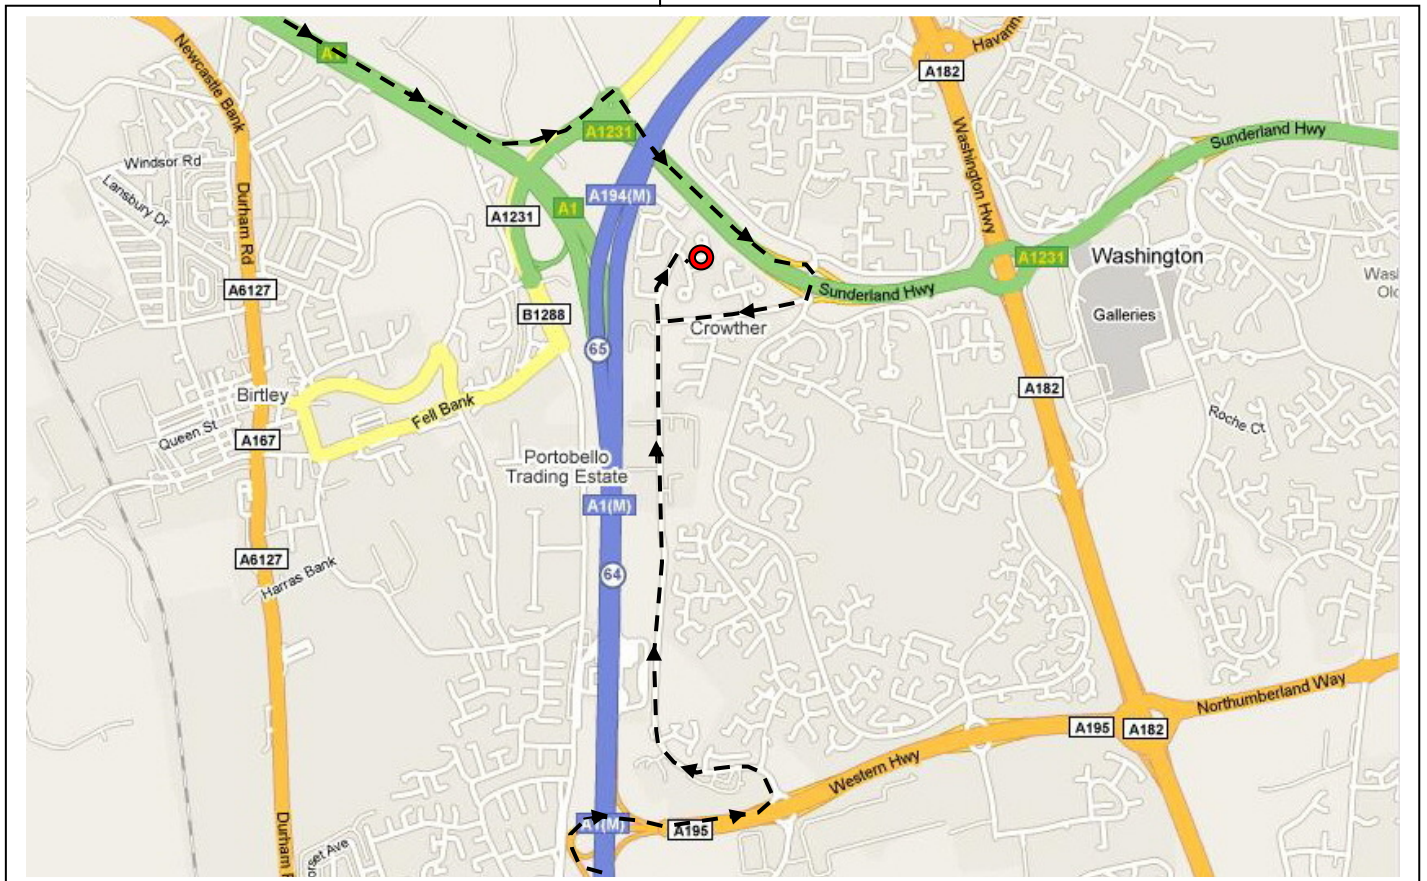 A1
Newcastle Bank
A182
Havann
A1231
Washington Hwy
Sunderland Hwy
Windsor Rd
Lansbury Dr
Durham Rd
A194(M)
A1231
A1
A1231
Washington
A6127
Sunderland Hwy
B1288
Crowther
Galleries
65
A182
Birtley
Fell Bank
Queen St
A167
Roche Ct
Portobello
Trading Estate
A1(M)
A6127
Harras Bank
64
Northumberland Way
A195
A182
Western Hwy
A1(M)
A195
Durham
orset Ave